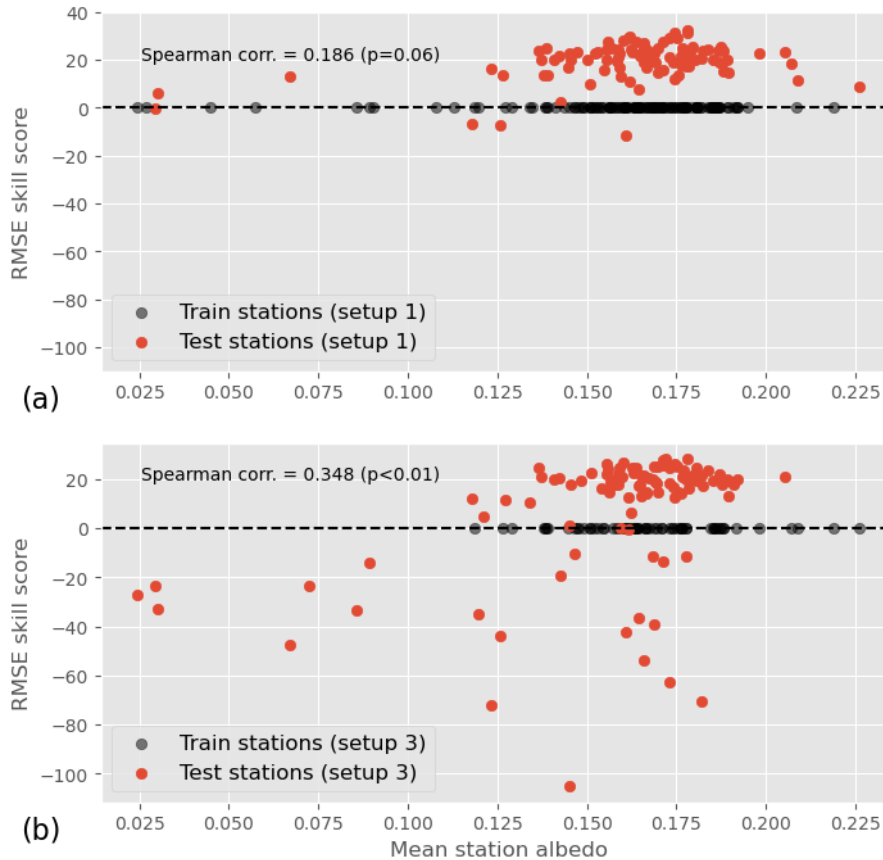 40
Spearman corr. = 0.186 (p=0.06)
20
0
−20
−40
−60
−80
−100
RMSE skill score
Train stations (setup 1)
Test stations (setup 1)
0.025 0.050 0.075 0.100 0.125 0.150 0.175 0.200 0.225
(a)
Spearman corr. = 0.348 (p<0.01)
20
0
−20
−40
−60
−80
−100
RMSE skill score
Train stations (setup 3)
Test stations (setup 3)
0.025 0.050 0.075 0.100 0.125 0.150 0.175 0.200 0.225
(b)
Mean station albedo